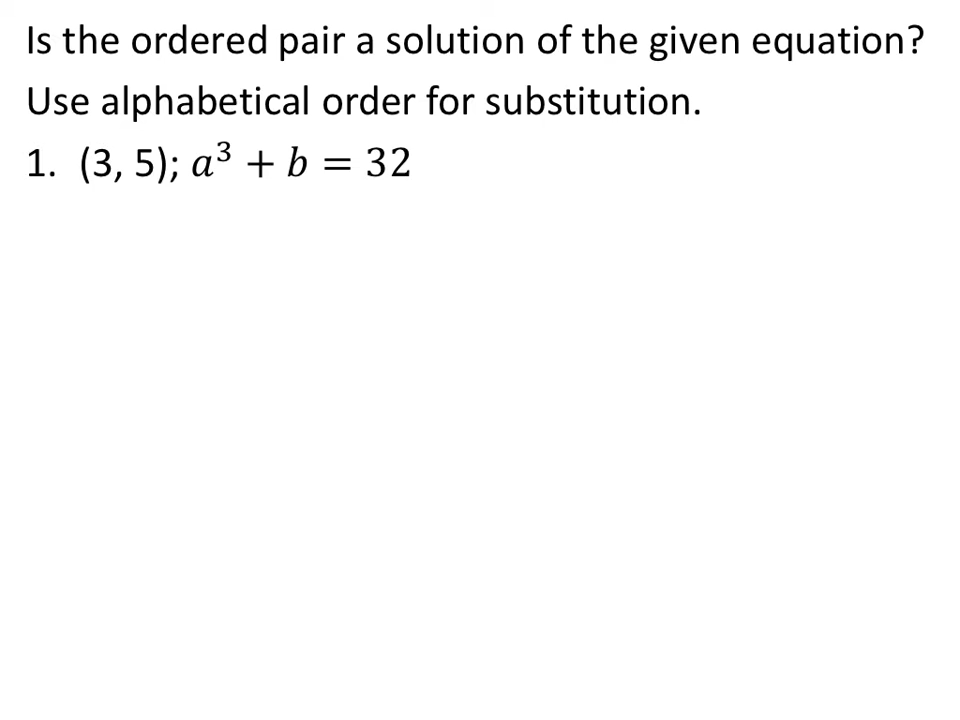 Is the ordered pair a solution of the given equation?
Use alphabetical order for substitution.
1. (3, 5); a³ + b = 32